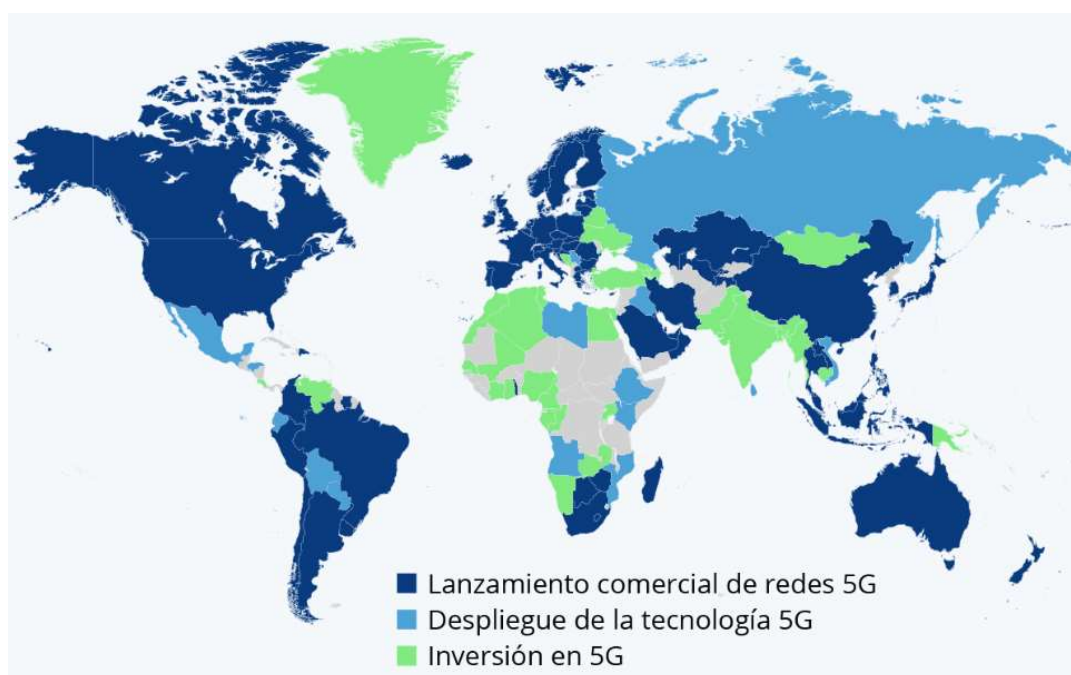 Lanzamiento comercial de redes 5G
Despliegue de la tecnología 5G
Inversión en 5G